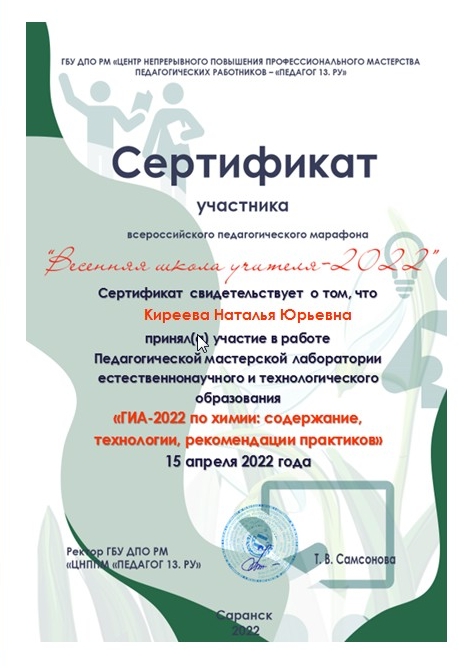 ГБУ ДПО РМ «ЦЕНТР НЕПРЕРЫВНОГО ПОВЫШЕНИЯ ПРОФЕССИОНАЛЬНОГО МАСТЕРСТВА
ПЕДАГОГИЧЕСКИХ РАБОТНИКОВ – «ПЕДАГОГ 13. РУ»
Сертификат
участника
всероссийского педагогического марафона
"Весенняя школа учителя-2022"
Сертификат свидетельствует о том, что
Киреева Наталья Юрьевна
принял(а) участие в работе
Педагогической мастерской лаборатории
естественнонаучного и технологического
образования
«ГИА-2022 по химии: содержание,
технологии, рекомендации практиков»
15 апреля 2022 года
Ректор ГБУ ДПО РМ
«ЦНППМ «ПЕДАГОГ 13. РУ»
Т. В. Самсонова
Саранск
2022